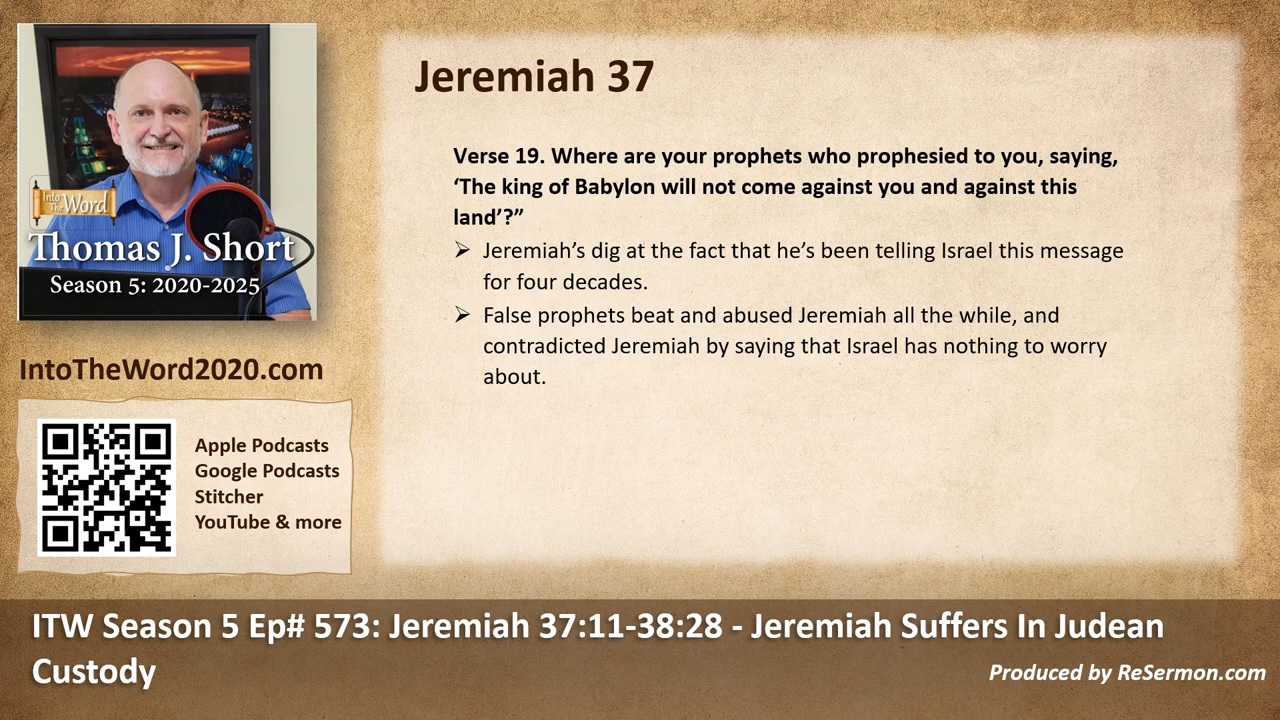 Into
The Word
Thomas J. Short
Season 5: 2020-2025
IntoTheWord2020.com
Apple Podcasts
Google Podcasts
Stitcher
YouTube & more
Jeremiah 37
Verse 19. Where are your prophets who prophesied to you, saying,
‘The king of Babylon will not come against you and against this
land’?”
➢ Jeremiah’s dig at the fact that he’s been telling Israel this message
for four decades.
➢ False prophets beat and abused Jeremiah all the while, and
contradicted Jeremiah by saying that Israel has nothing to worry
about.
ITW Season 5 Ep# 573: Jeremiah 37:11-38:28 - Jeremiah Suffers In Judean
Custody
Produced by ReSermon.com